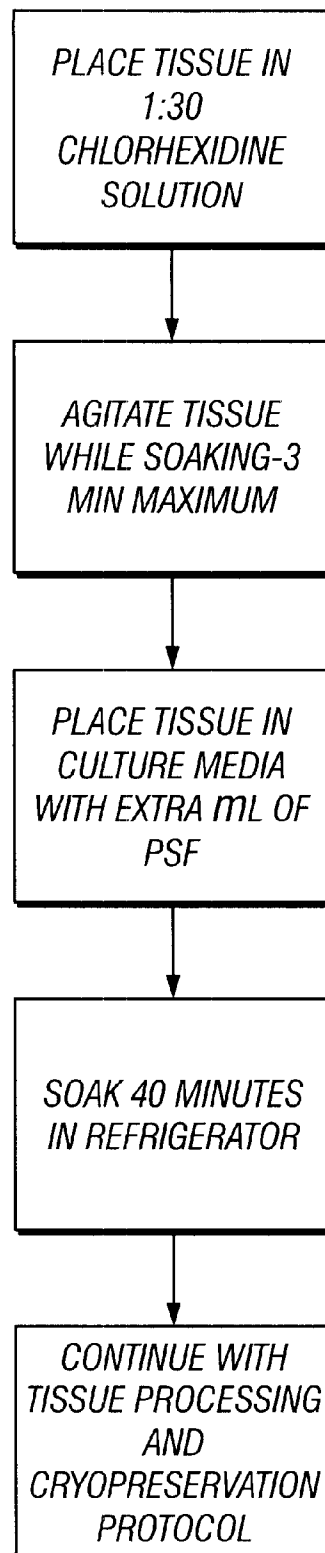 PLACE TISSUE IN
1:30
CHLORHEXIDINE
SOLUTION
AGITATE TISSUE
WHILE SOAKING-3
MIN MAXIMUM
PLACE TISSUE IN
CULTURE MEDIA
WITH EXTRA mL OF
PSF
SOAK 40 MINUTES
IN REFRIGERATOR
CONTINUE WITH
TISSUE PROCESSING
AND
CRYOPRESERVATION
PROTOCOL